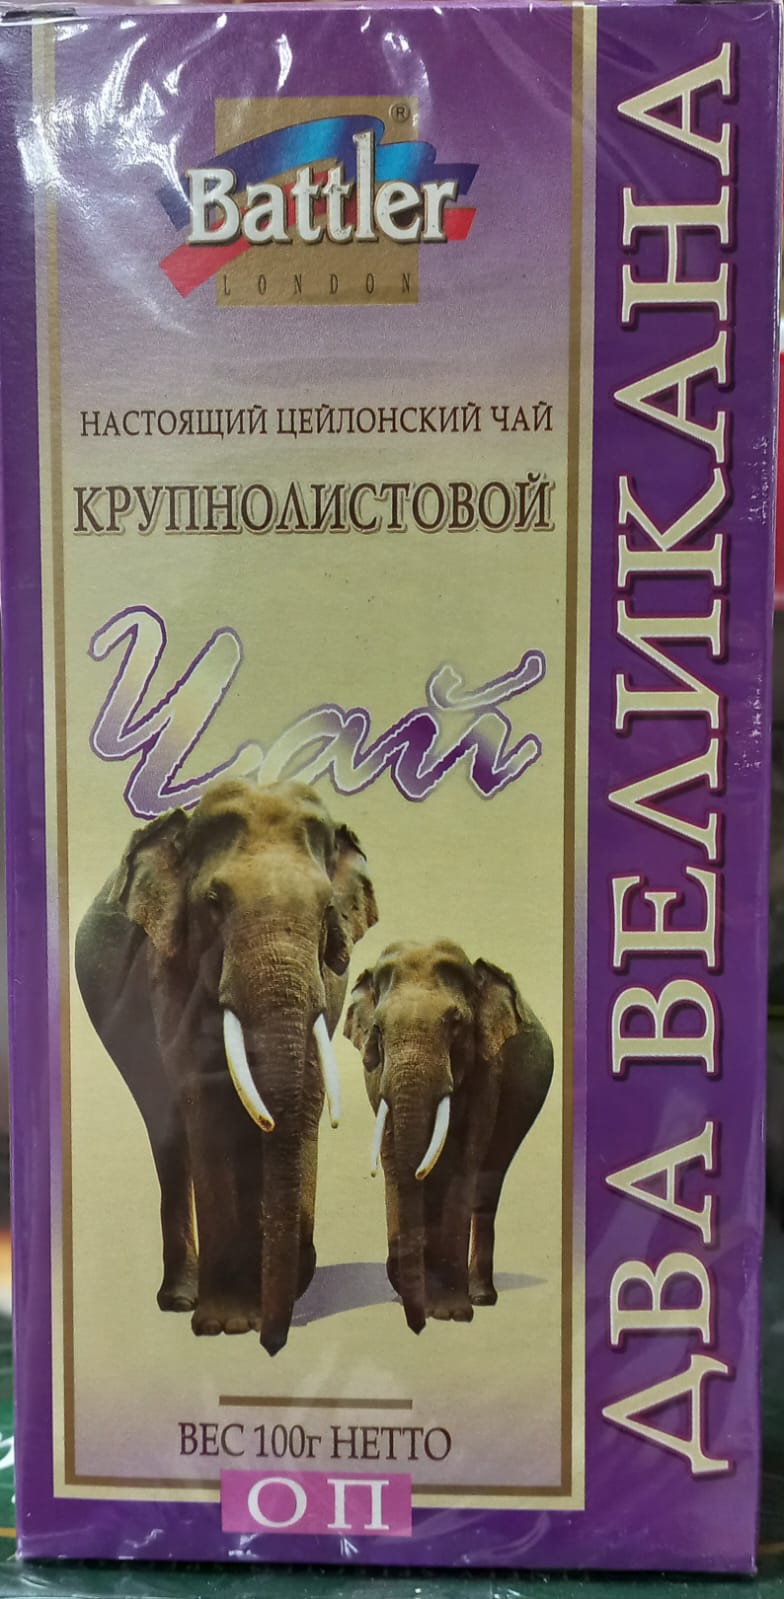 Battler ®
LONDON
НАСТОЯЩИЙ ЦЕЙЛОНСКИЙ ЧАЙ
КРУПНОЛИСТОВОЙ
Чай
ВЕС 100г НЕТТО
ОП
ДВА ВЕЛИКАНА